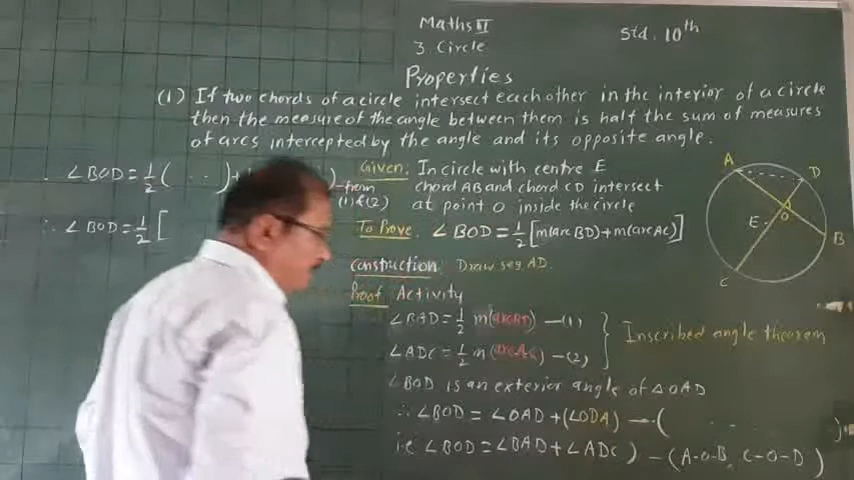 Maths II
Std. 10th
3. Circle
Properties
(1) If two chords of a circle intersect each other in the interior of a circle
then the measure of the angle between them is half the sum of measures
of arcs intercepted by the angle and its opposite angle.
∴ ∠BOD = 1/2 ( .. ) + ) from (1) & (2)
∴ ∠BOD = 1/2 [
Given: In circle with centre E
chord AB and chord CD intersect
at point O inside the circle
To Prove. ∠BOD = 1/2 [m(arc BD) + m(arc AC)]
Construction: Draw seg AD.
Proof Activity
∠BAD = 1/2 m(arc BD) — (1)
∠ADC = 1/2 m(arc AC) — (2)
} Inscribed angle theorem
∠BOD is an exterior angle of △OAD
∴ ∠BOD = ∠OAD + (∠ODA) — ( . . . )
i.e ∠BOD = ∠BAD + ∠ADC ) — (A-O-B, C-O-D)
A
D
O
E
B
C